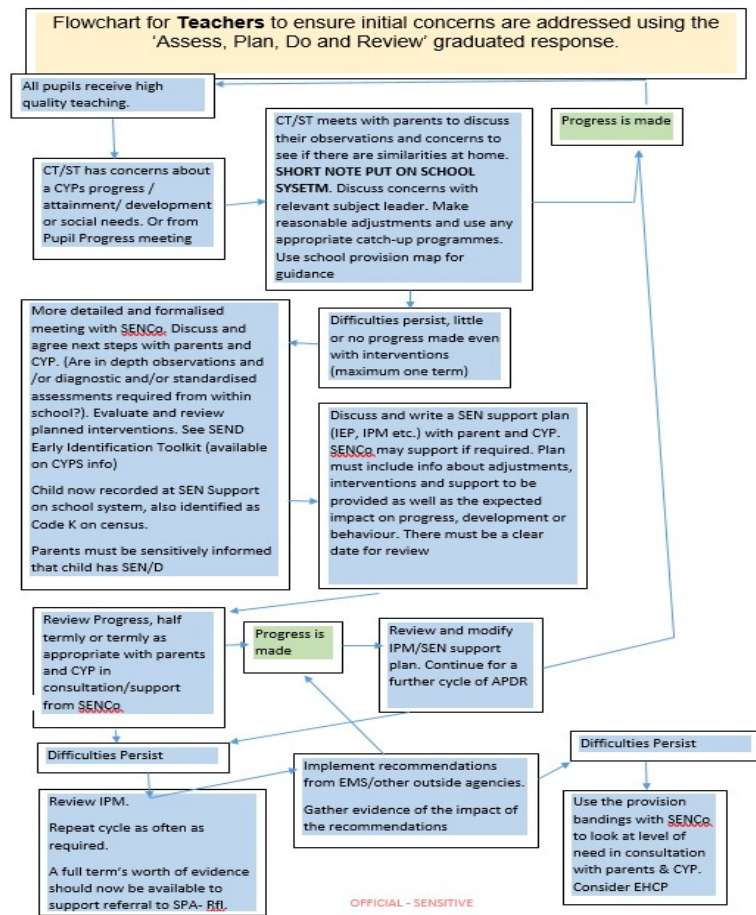 Flowchart for Teachers to ensure initial concerns are addressed using the
‘Assess, Plan, Do and Review’ graduated response.
All pupils receive high
quality teaching.
CT/ST has concerns about
a CYPs progress /
attainment/ development
or social needs. Or from
Pupil Progress meeting
CT/ST meets with parents to discuss
their observations and concerns to
see if there are similarities at home.
SHORT NOTE PUT ON SCHOOL
SYSETM. Discuss concerns with
relevant subject leader. Make
reasonable adjustments and use any
appropriate catch-up programmes.
Use school provision map for
guidance
Progress is made
Difficulties persist, little
or no progress made even
with interventions
(maximum one term)
More detailed and formalised
meeting with SENCo. Discuss and
agree next steps with parents and
CYP. (Are in depth observations and
/or diagnostic and/or standardised
assessments required from within
school?). Evaluate and review
planned interventions. See SEND
Early Identification Toolkit (available
on CYPS info)
Child now recorded at SEN Support
on school system, also identified as
Code K on census.
Parents must be sensitively informed
that child has SEN/D
Discuss and write a SEN support plan
(IEP, IPM etc.) with parent and CYP.
SENCo may support if required. Plan
must include info about adjustments,
interventions and support to be
provided as well as the expected
impact on progress, development or
behaviour. There must be a clear
date for review
Review Progress, half
termly or termly as
appropriate with parents
and CYP in
consultation/support
from SENCo
Progress is
made
Review and modify
IPM/SEN support
plan. Continue for a
further cycle of APDR
Difficulties Persist
Review IPM.
Repeat cycle as often as
required.
A full term’s worth of evidence
should now be available to
support referral to SPA- Rfl.
Implement recommendations
from EMS/other outside agencies.
Gather evidence of the impact of
the recommendations
Difficulties Persist
Use the provision
bandings with SENCo
to look at level of
need in consultation
with parents & CYP.
Consider EHCP
OFFICIAL - SENSITIVE